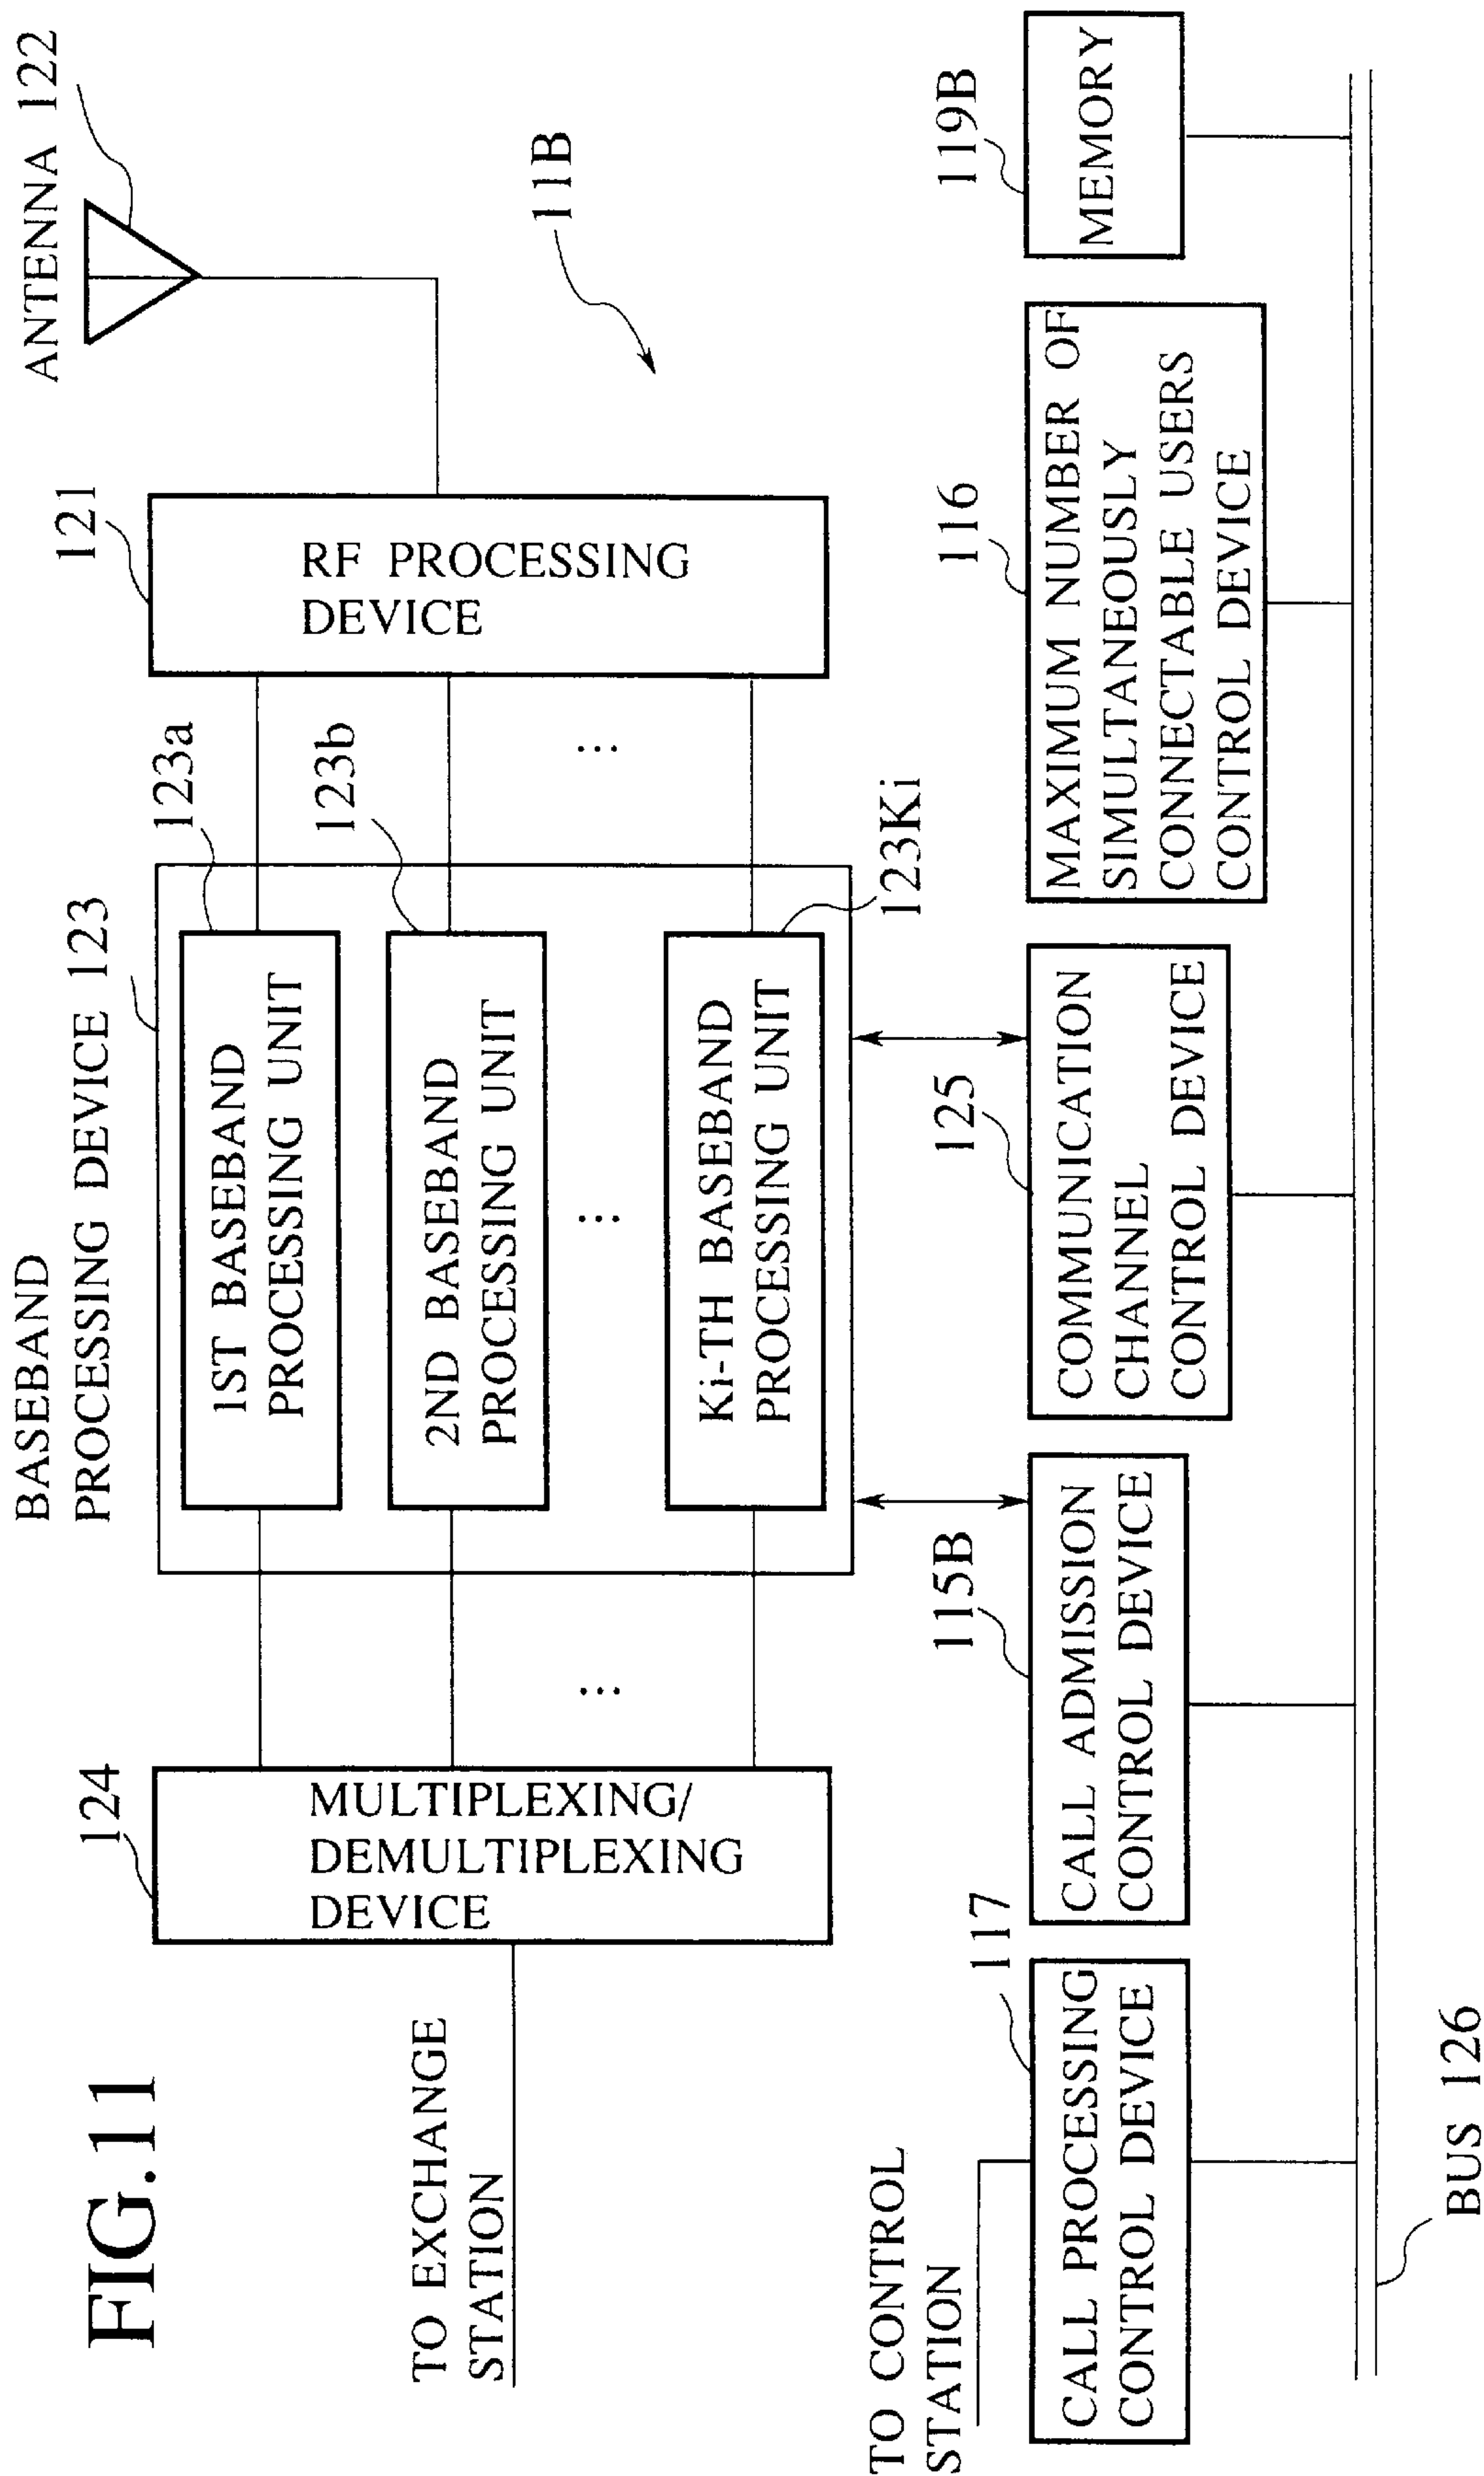 FIG.11
BASEBAND
PROCESSING DEVICE 123
ANTENNA 122
124
MULTIPLEXING/
DEMULTIPLEXING
DEVICE
TO EXCHANGE
STATION
1ST BASEBAND
PROCESSING UNIT
123a
2ND BASEBAND
PROCESSING UNIT
123b
...
...
...
Ki-TH BASEBAND
PROCESSING UNIT
123Ki
121
RF PROCESSING
DEVICE
11B
TO CONTROL
STATION
117
CALL PROCESSING
CONTROL DEVICE
115B
CALL ADMISSION
CONTROL DEVICE
125
COMMUNICATION
CHANNEL
CONTROL DEVICE
116
MAXIMUM NUMBER OF
SIMULTANEOUSLY
CONNECTABLE USERS
CONTROL DEVICE
119B
MEMORY
BUS 126